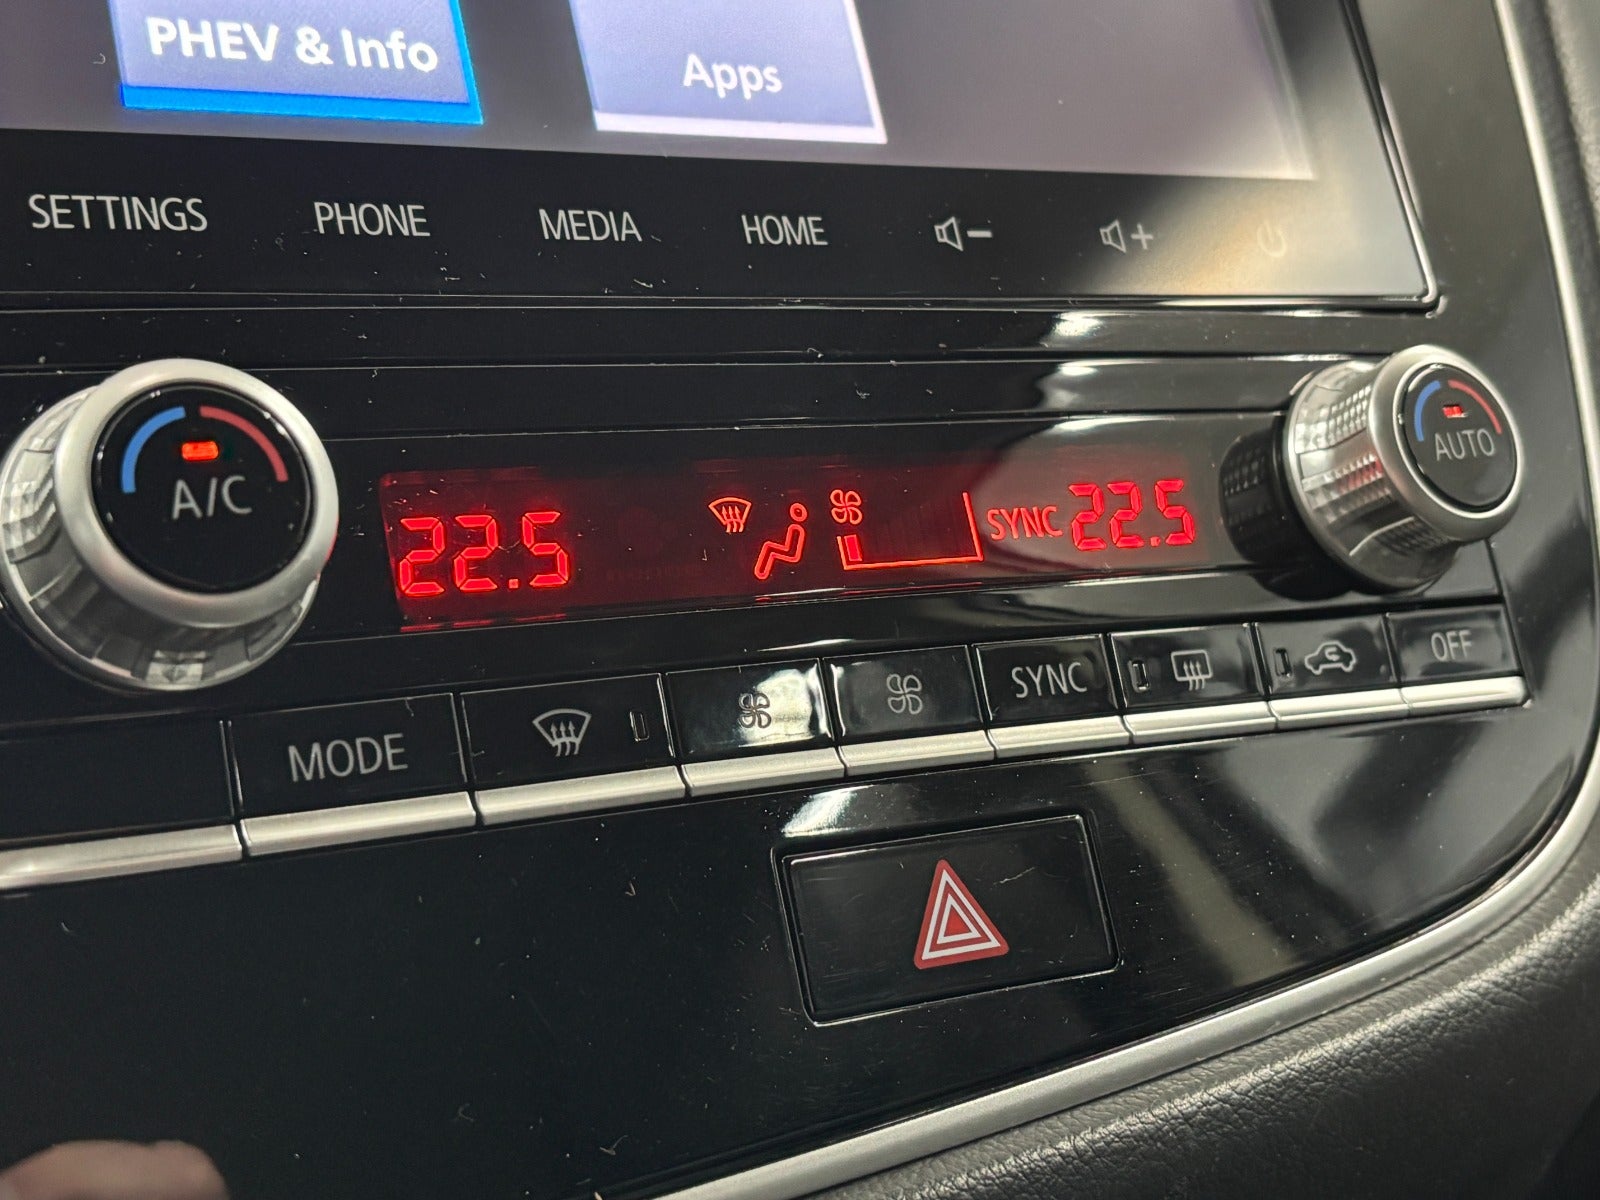 PHEV & Info
Apps
SETTINGS PHONE MEDIA HOME
A/C
22.5 SYNC 22.5
AUTO
MODE SYNC OFF